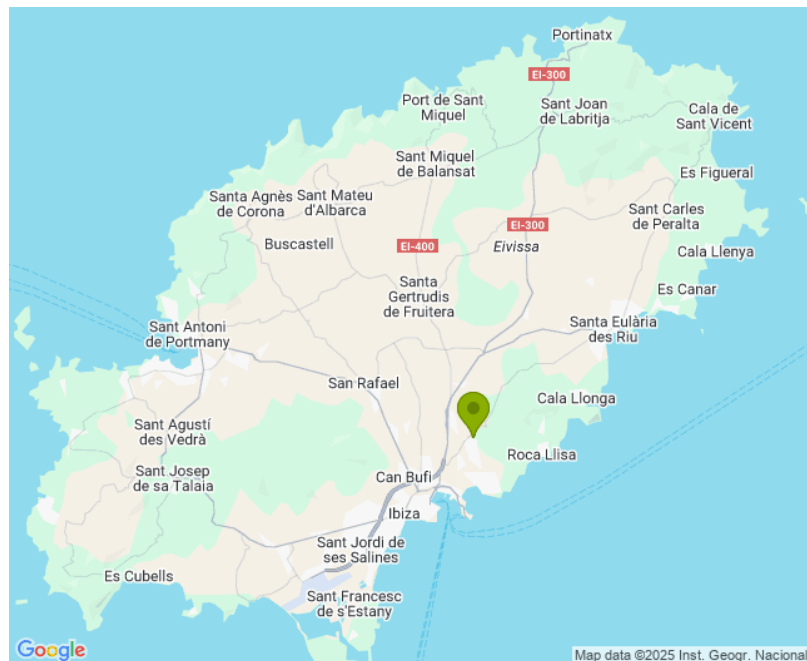 Portinatx
EI-300
Port de Sant
Miquel
Sant Joan
de Labritja
Cala de
Sant Vicent
Sant Miquel
de Balansat
Es Figueral
Santa Agnès
de Corona
Sant Mateu
d'Albarca
Sant Carles
de Peralta
EI-300
Buscastell
EI-400
Eivissa
Cala Llenya
Santa
Gertrudis
de Fruitera
Es Canar
Sant Antoni
de Portmany
Santa Eulària
des Riu
San Rafael
Cala Llonga
Sant Agustí
des Vedrà
Roca Llisa
Sant Josep
de sa Talaia
Can Bufi
Ibiza
Sant Jordi de
ses Salines
Es Cubells
Sant Francesc
de s'Estany
Google
Map data ©2025 Inst. Geogr. Nacional